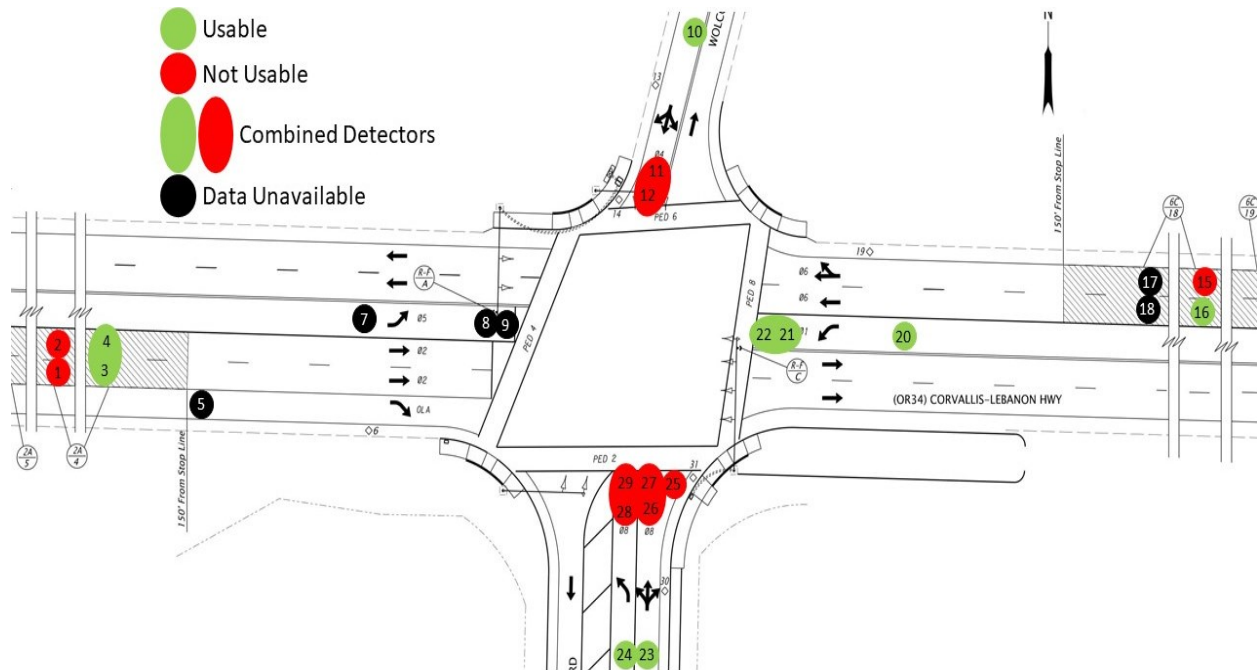 Usable
Not Usable
Combined Detectors
Data Unavailable
N
10
WOLC
13
Ø4
11
12
14
PED 6
6C
18
6C
19
150' From Stop Line
19
Ø6
17
15
Ø6
18
16
R-F
A
7
Ø5
8
9
PED 4
PED 8
22
21
Ø1
20
2
4
Ø2
1
3
Ø2
R-F
C
5
ØLA
(OR34) CORVALLIS-LEBANON HWY
6
2A
5
2A
4
150' From Stop Line
PED 2
31
29
27
25
28
26
Ø8
Ø8
30
24
23
RD